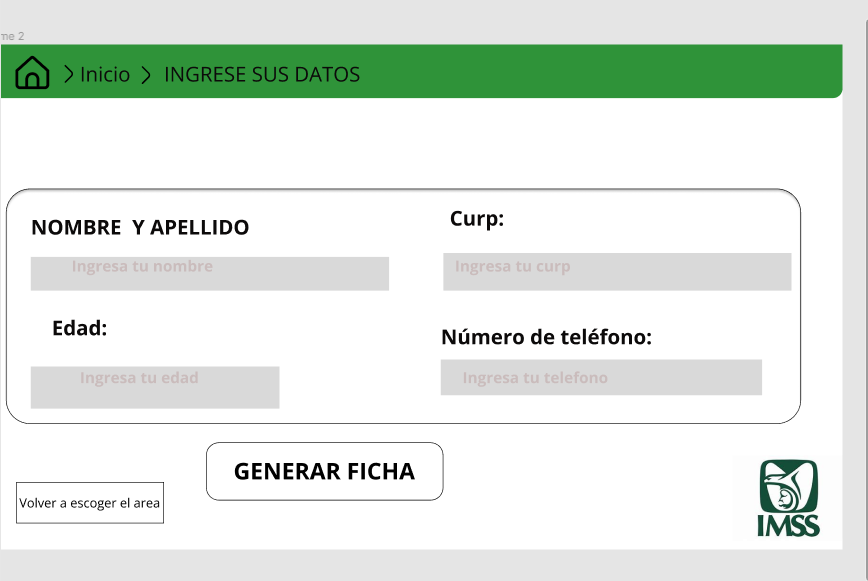 me 2
Inicio > INGRESE SUS DATOS
NOMBRE Y APELLIDO
Curp:
Ingresa tu nombre
Ingresa tu curp
Edad:
Número de teléfono:
Ingresa tu edad
Ingresa tu telefono
GENERAR FICHA
Volver a escoger el area
IMSS